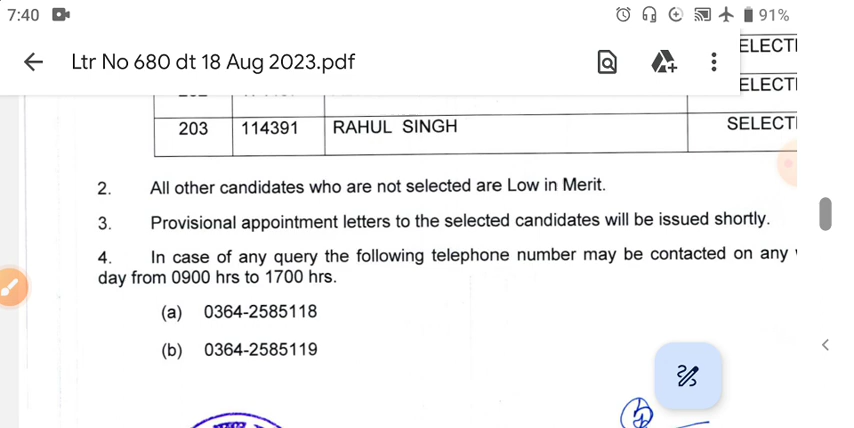 7:40
91%
Ltr No 680 dt 18 Aug 2023.pdf
ELECTI
ELECTI
203 114391 RAHUL SINGH SELECTI
2. All other candidates who are not selected are Low in Merit.
3. Provisional appointment letters to the selected candidates will be issued shortly.
4. In case of any query the following telephone number may be contacted on any
day from 0900 hrs to 1700 hrs.
(a) 0364-2585118
(b) 0364-2585119